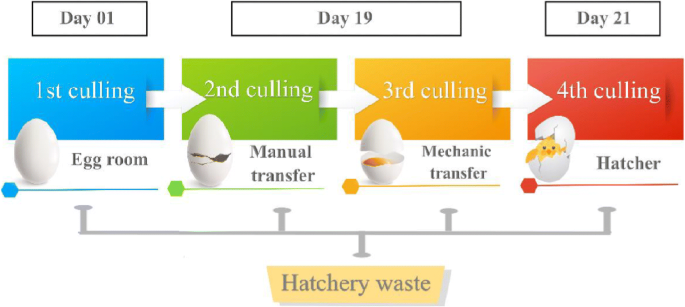 Day 01
Day 19
Day 21
1st culling
2nd culling
3rd culling
4th culling
Egg room
Manual
transfer
Mechanic
transfer
Hatcher
Hatchery waste